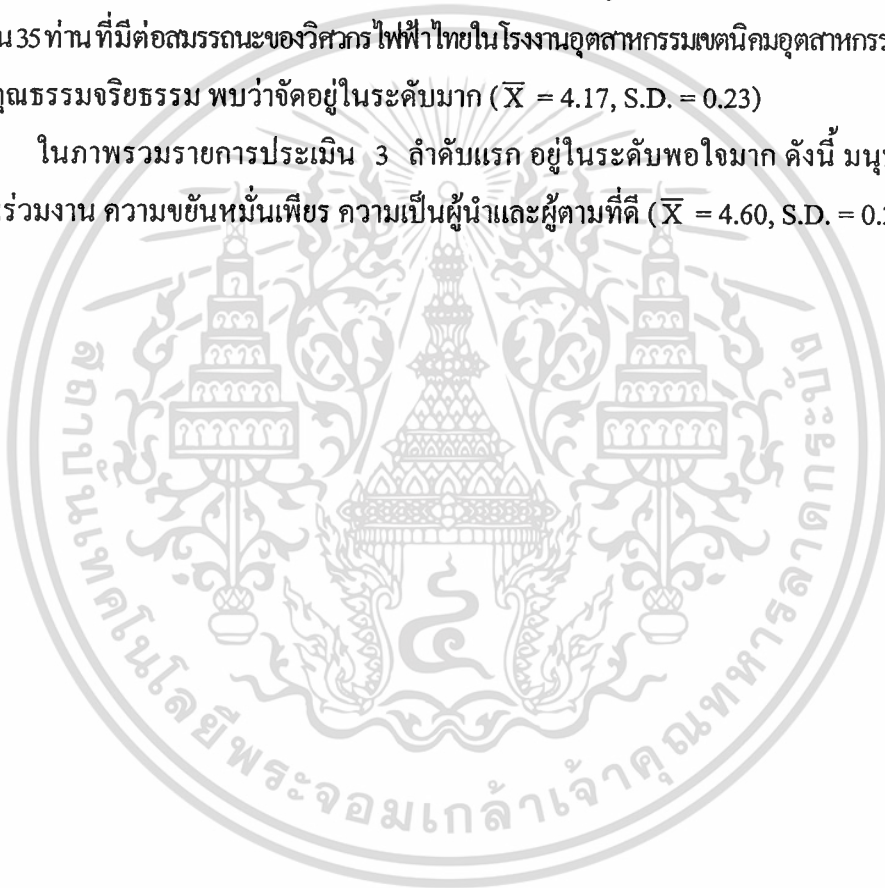 น 35 ท่าน ที่มีต่อสมรรถนะของวิศวกรไฟฟ้าไทยในโรงงานอุตสาหกรรมเขตนิคมอุตสาหกรร
ุณธรรมจริยธรรม พบว่าจัดอยู่ในระดับมาก (X̅ = 4.17, S.D. = 0.23)
ในภาพรวมรายการประเมิน 3 ลำดับแรก อยู่ในระดับพอใจมาก ดังนี้ มนุ
ร่วมงาน ความขยันหมั่นเพียร ความเป็นผู้นำและผู้ตามที่ดี (X̅ = 4.60, S.D. = 0.
สถาบันเทคโนโลยีพระจอมเกล้าเจ้าคุณทหารลาดกระบัง